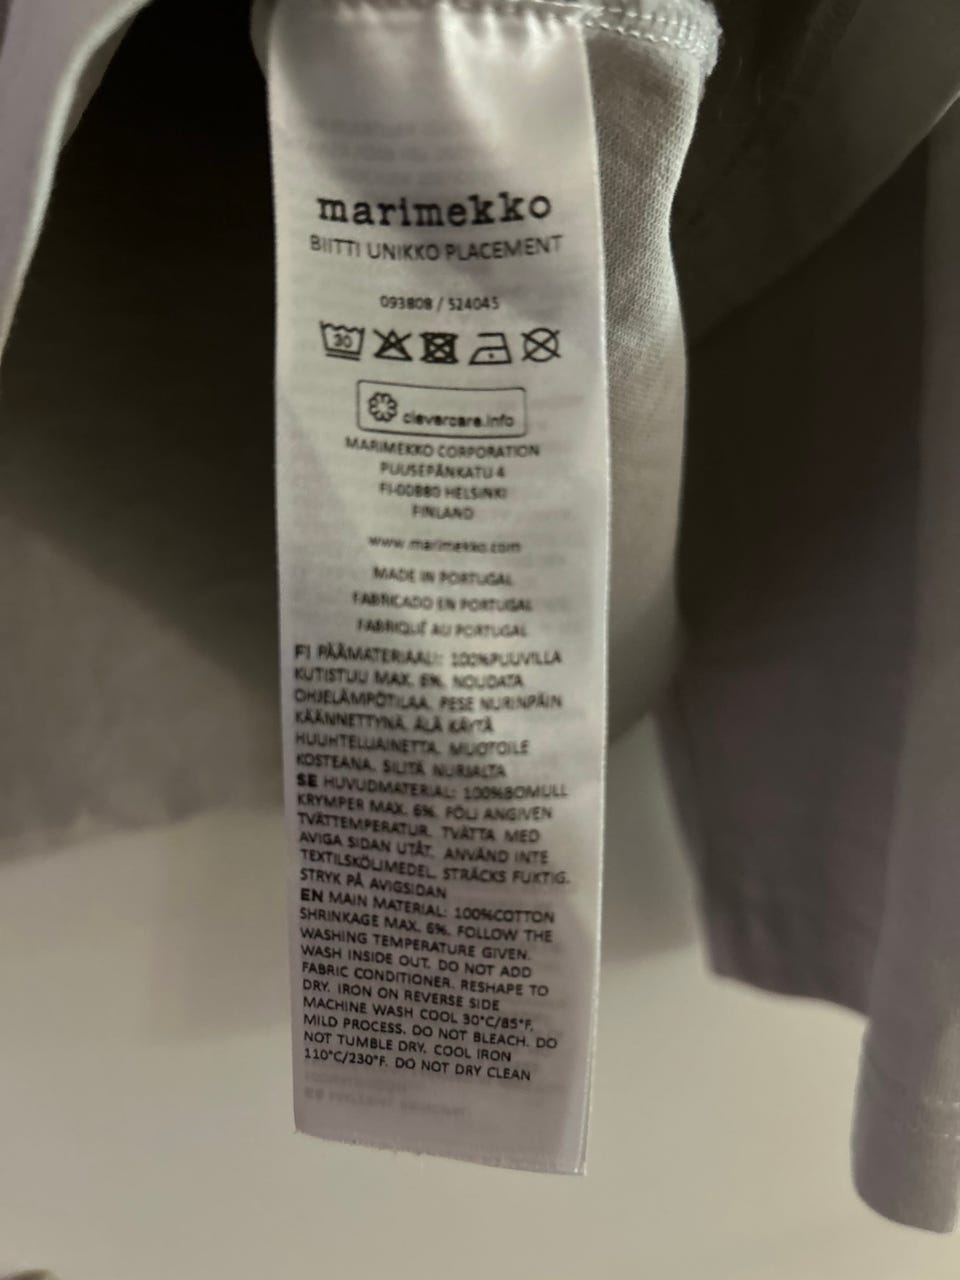 marimekko
BIITTI UNIKKO PLACEMENT
093808 / 524045
30
clevercare.info
MARIMEKKO CORPORATION
PUUSEPÄNKATU 4
FI-00880 HELSINKI
FINLAND
www.marimekko.com
MADE IN PORTUGAL
FABRICADO EN PORTUGAL
FABRIQUÉ AU PORTUGAL
FI PÄÄMATERIAALI: 100%PUUVILLA
KUTISTUU MAX. 6%. NOUDATA
OHJELÄMPÖTILAA. PESE NURINPÄIN
KÄÄNNETTYNÄ. ÄLÄ KÄYTÄ
HUUHTELUAINETTA. MUOTOILE
KOSTEANA. SILITÄ NURJALTA
SE HUVUDMATERIAL: 100%BOMULL
KRYMPER MAX. 6%. FÖLJ ANGIVEN
TVÄTTEMPERATUR. TVÄTTA MED
AVIGA SIDAN UTÅT. ANVÄND INTE
TEXTILSKÖLJMEDEL. STRÄCKS FUKTIG.
STRYK PÅ AVIGSIDAN
EN MAIN MATERIAL: 100%COTTON
SHRINKAGE MAX. 6%. FOLLOW THE
WASHING TEMPERATURE GIVEN.
WASH INSIDE OUT. DO NOT ADD
FABRIC CONDITIONER. RESHAPE TO
DRY. IRON ON REVERSE SIDE
MACHINE WASH COOL 30°C/85°F,
MILD PROCESS. DO NOT BLEACH. DO
NOT TUMBLE DRY. COOL IRON
110°C/230°F. DO NOT DRY CLEAN